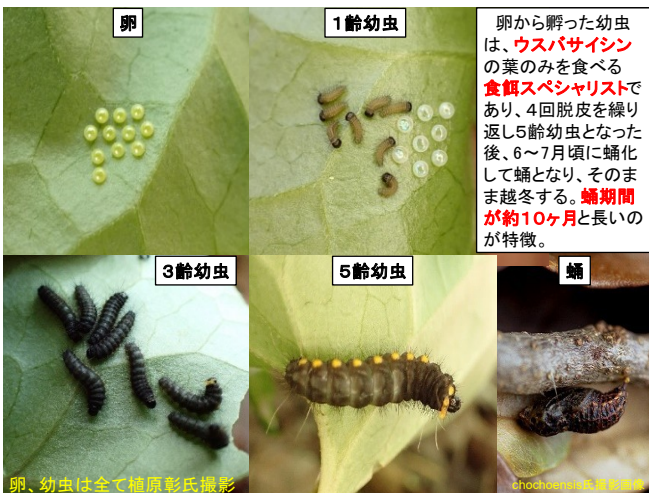 卵
1齢幼虫
卵から孵った幼虫
は、ウスバサイシン
の葉のみを食べる
食餌スペシャリストで
あり、4回脱皮を繰り
返し5齢幼虫となった
後、6～7月頃に蛹化
して蛹となり、そのま
ま越冬する。蛹期間
が約10ヶ月と長いの
が特徴。
3齢幼虫
5齢幼虫
蛹
卵、幼虫は全て植原彰氏撮影
chochoensis氏撮影画像